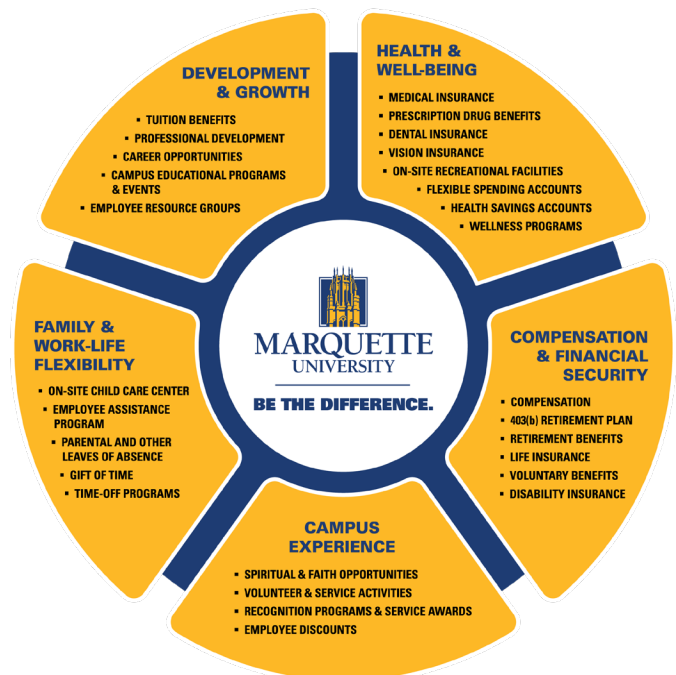 DEVELOPMENT
& GROWTH
▪ TUITION BENEFITS
▪ PROFESSIONAL DEVELOPMENT
▪ CAREER OPPORTUNITIES
▪ CAMPUS EDUCATIONAL PROGRAMS
& EVENTS
▪ EMPLOYEE RESOURCE GROUPS
HEALTH &
WELL-BEING
▪ MEDICAL INSURANCE
▪ PRESCRIPTION DRUG BENEFITS
▪ DENTAL INSURANCE
▪ VISION INSURANCE
▪ ON-SITE RECREATIONAL FACILITIES
▪ FLEXIBLE SPENDING ACCOUNTS
▪ HEALTH SAVINGS ACCOUNTS
▪ WELLNESS PROGRAMS
FAMILY &
WORK-LIFE
FLEXIBILITY
▪ ON-SITE CHILD CARE CENTER
▪ EMPLOYEE ASSISTANCE
PROGRAM
▪ PARENTAL AND OTHER
LEAVES OF ABSENCE
▪ GIFT OF TIME
▪ TIME-OFF PROGRAMS
MARQUETTE
UNIVERSITY
BE THE DIFFERENCE.
COMPENSATION
& FINANCIAL
SECURITY
▪ COMPENSATION
▪ 403(b) RETIREMENT PLAN
▪ RETIREMENT BENEFITS
▪ LIFE INSURANCE
▪ VOLUNTARY BENEFITS
▪ DISABILITY INSURANCE
CAMPUS
EXPERIENCE
▪ SPIRITUAL & FAITH OPPORTUNITIES
▪ VOLUNTEER & SERVICE ACTIVITIES
▪ RECOGNITION PROGRAMS & SERVICE AWARDS
▪ EMPLOYEE DISCOUNTS